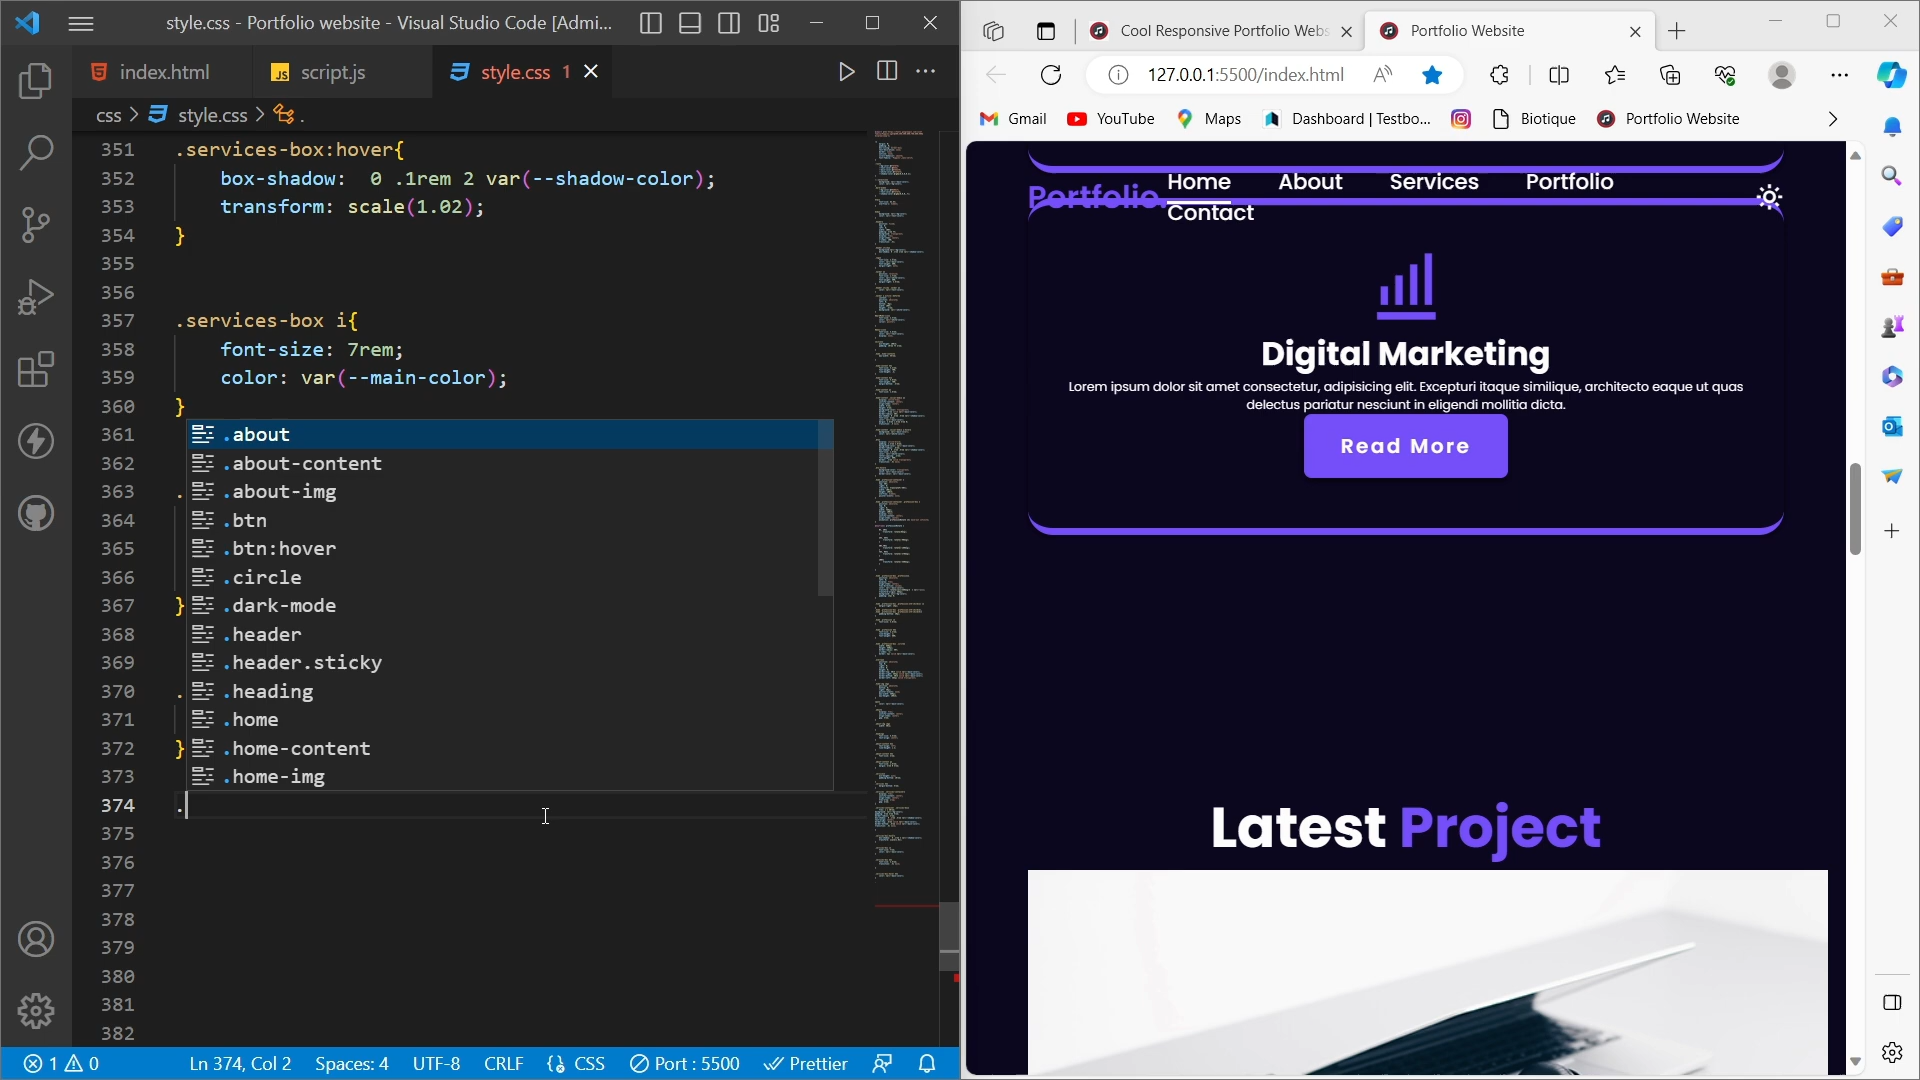 style.css - Portfolio website - Visual Studio Code [Admi...
index.html
JS script.js
style.css 1
css > style.css > .
351 .services-box:hover{
352 box-shadow:  0 .1rem 2 var(--shadow-color);
353 transform: scale(1.02);
354 }
355
356
357 .services-box i{
358 font-size: 7rem;
359 color: var(--main-color);
360 }
361 .about
362 .about-content
363 . .about-img
364 .btn
365 .btn:hover
366 .circle
367 } .dark-mode
368 .header
369 .header.sticky
370 . .heading
371 .home
372 } .home-content
373 .home-img
374 .
375
376
377
378
379
380
381
382
1 0 Ln 374, Col 2 Spaces: 4 UTF-8 CRLF {} CSS Port : 5500 Prettier
Cool Responsive Portfolio Webs
Portfolio Website
127.0.0.1:5500/index.html
Gmail YouTube Maps Dashboard | Testbo... Biotique Portfolio Website
Portfolio.
Home About Services Portfolio
Contact
Digital Marketing
Lorem ipsum dolor sit amet consectetur, adipisicing elit. Excepturi itaque similique, architecto eaque ut quas
delectus pariatur nesciunt in eligendi mollitia dicta.
Read More
Latest Project